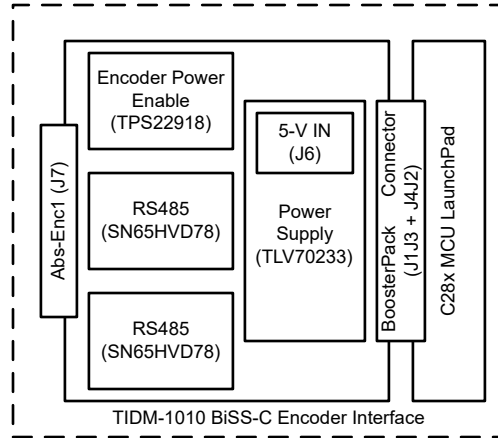 Encoder Power
Enable
(TPS22918)
5-V IN
(J6)
Abs-Enc1 (J7)
RS485
(SN65HVD78)
Power
Supply
(TLV70233)
BoosterPack Connector
(J1J3 + J4J2)
C28x MCU LaunchPad
RS485
(SN65HVD78)
TIDM-1010 BiSS-C Encoder Interface